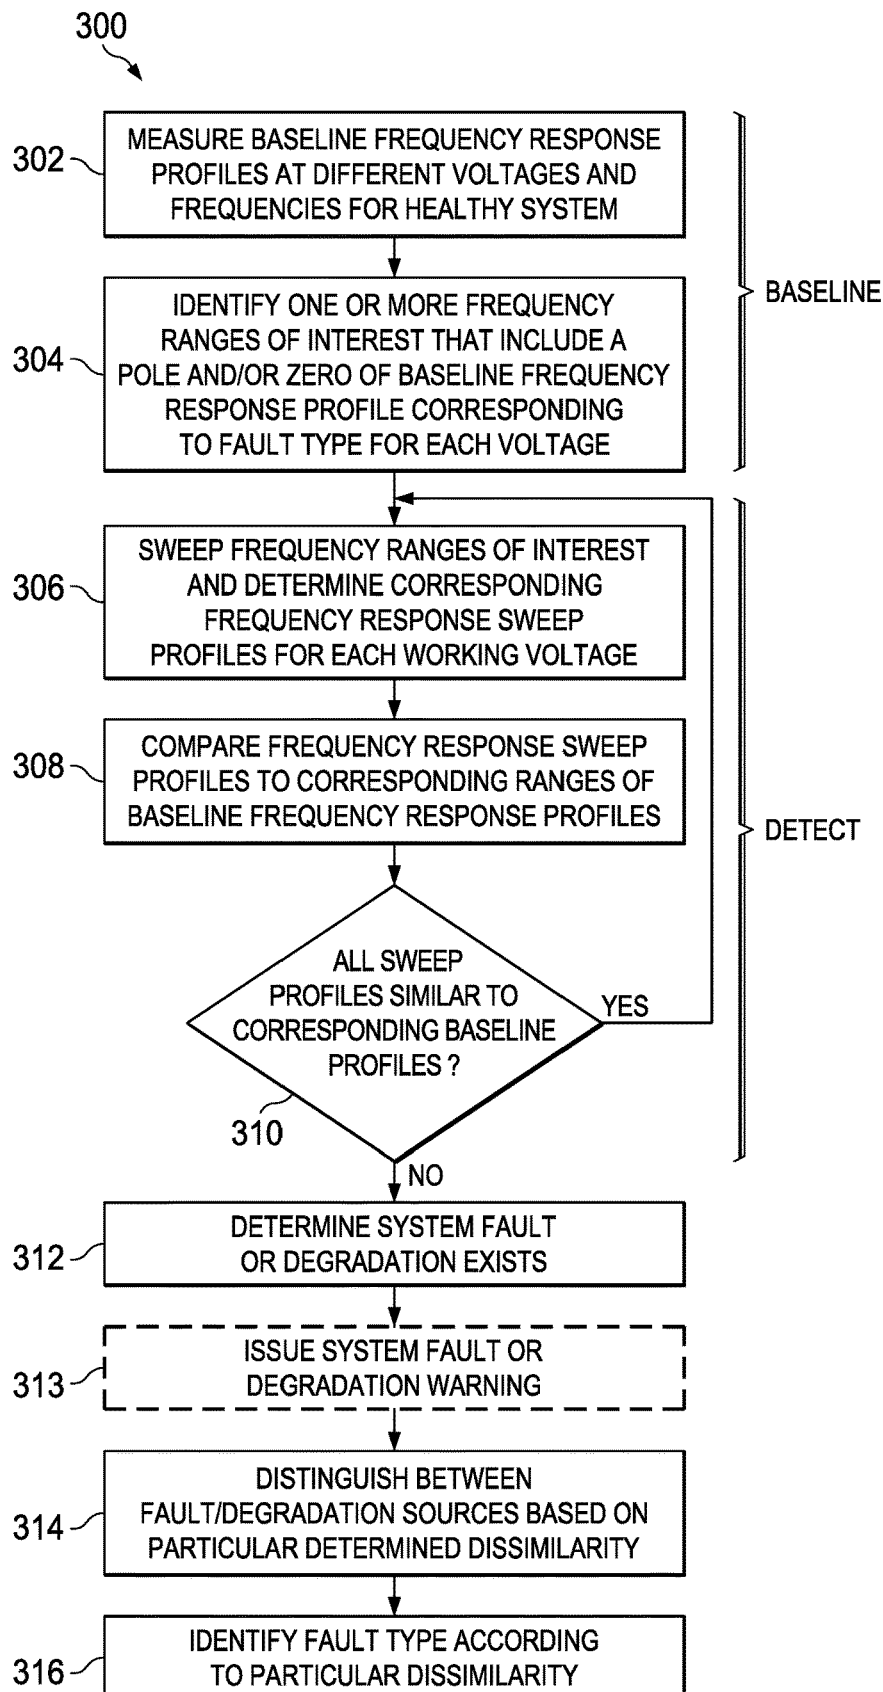 300
302
MEASURE BASELINE FREQUENCY RESPONSE
PROFILES AT DIFFERENT VOLTAGES AND
FREQUENCIES FOR HEALTHY SYSTEM
304
IDENTIFY ONE OR MORE FREQUENCY
RANGES OF INTEREST THAT INCLUDE A
POLE AND/OR ZERO OF BASELINE FREQUENCY
RESPONSE PROFILE CORRESPONDING
TO FAULT TYPE FOR EACH VOLTAGE
BASELINE
306
SWEEP FREQUENCY RANGES OF INTEREST
AND DETERMINE CORRESPONDING
FREQUENCY RESPONSE SWEEP
PROFILES FOR EACH WORKING VOLTAGE
308
COMPARE FREQUENCY RESPONSE SWEEP
PROFILES TO CORRESPONDING RANGES OF
BASELINE FREQUENCY RESPONSE PROFILES
DETECT
ALL SWEEP
PROFILES SIMILAR TO
CORRESPONDING BASELINE
PROFILES ?
YES
310
NO
312
DETERMINE SYSTEM FAULT
OR DEGRADATION EXISTS
313
ISSUE SYSTEM FAULT OR
DEGRADATION WARNING
314
DISTINGUISH BETWEEN
FAULT/DEGRADATION SOURCES BASED ON
PARTICULAR DETERMINED DISSIMILARITY
316
IDENTIFY FAULT TYPE ACCORDING
TO PARTICULAR DISSIMILARITY